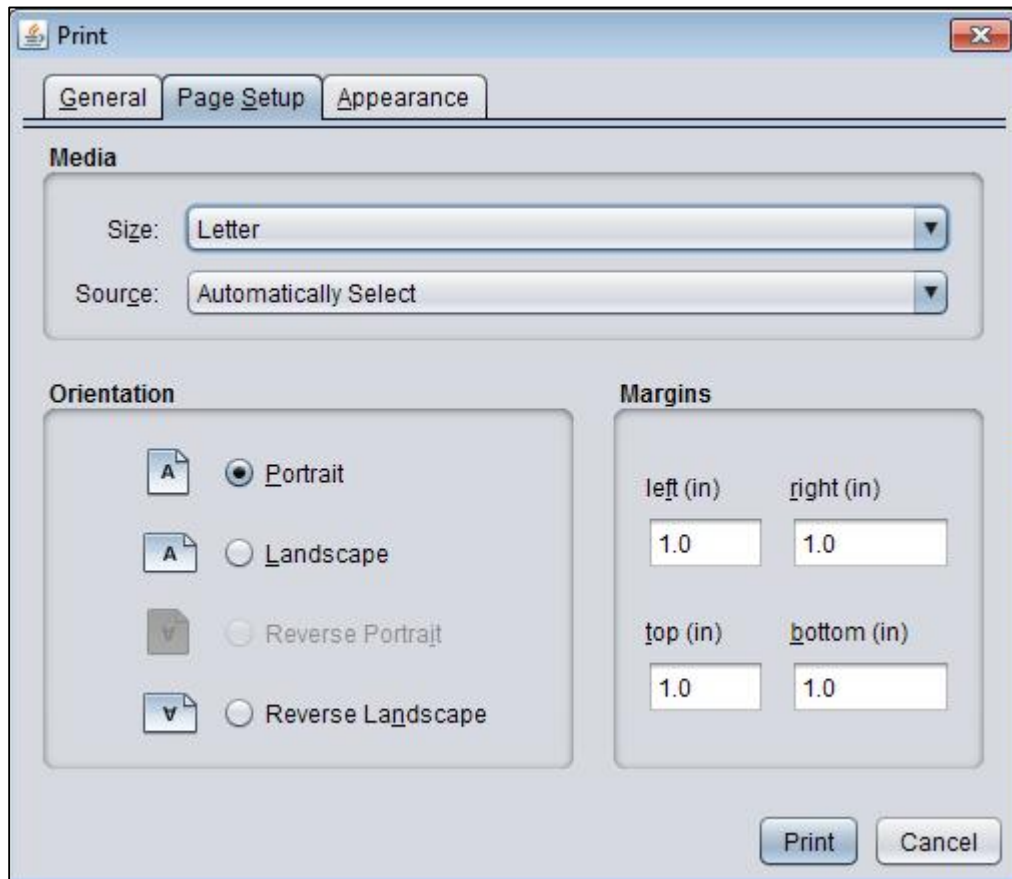 Print
General Page Setup Appearance
Media
Size: Letter
Source: Automatically Select
Orientation
A Portrait
A Landscape
A Reverse Portrait
A Reverse Landscape
Margins
left (in) right (in)
1.0 1.0
top (in) bottom (in)
1.0 1.0
Print Cancel